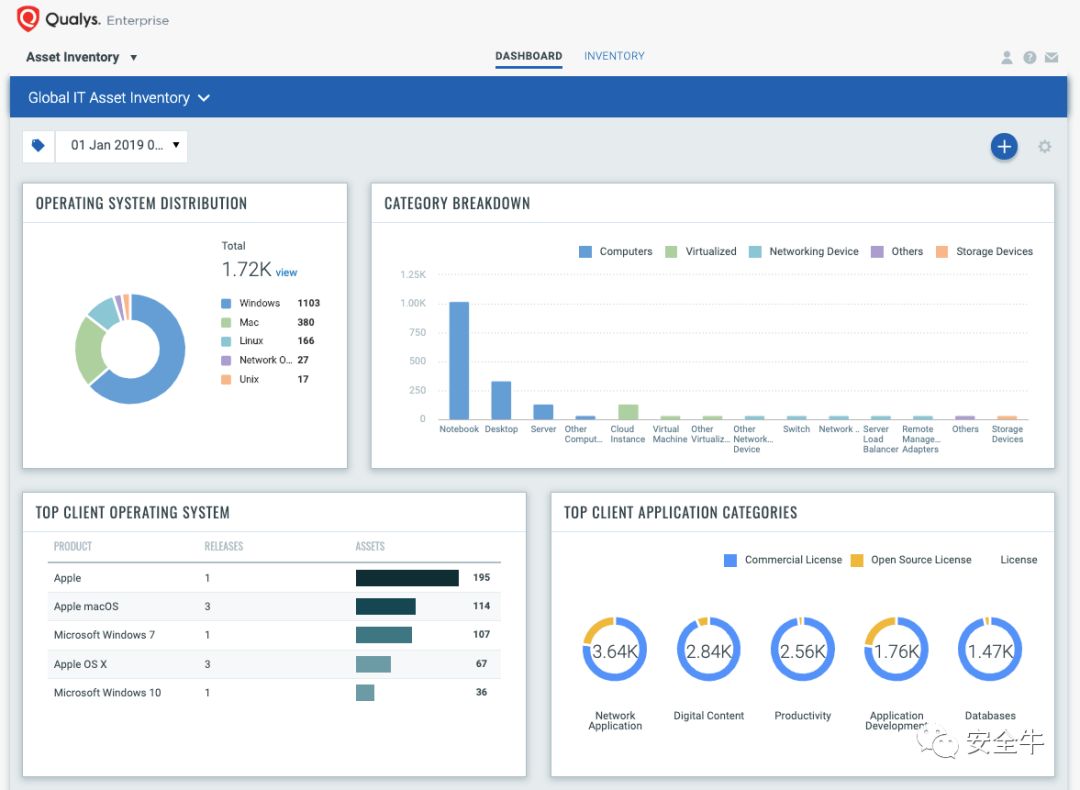 Qualys. Enterprise
Asset Inventory
DASHBOARD
INVENTORY
Global IT Asset Inventory
01 Jan 2019 0...
OPERATING SYSTEM DISTRIBUTION
Total
1.72K view
Windows 1103
Mac 380
Linux 166
Network O... 27
Unix 17
CATEGORY BREAKDOWN
Computers
Virtualized
Networking Device
Others
Storage Devices
1.25K
1.00K
750
500
250
0
Notebook
Desktop
Server
Other
Comput...
Cloud
Instance
Virtual
Machine
Other
Virtualiz...
Other
Network...
Device
Switch
Network ..
Server
Load
Balancer
Remote
Manage...
Adapters
Others
Storage
Devices
TOP CLIENT OPERATING SYSTEM
PRODUCT RELEASES ASSETS
Apple 1 195
Apple macOS 3 114
Microsoft Windows 7 1 107
Apple OS X 3 67
Microsoft Windows 10 1 36
TOP CLIENT APPLICATION CATEGORIES
Commercial License
Open Source License
License
3.64K
2.84K
2.56K
1.76K
1.47K
Network
Application
Digital Content
Productivity
Application
Development
Databases
安全牛